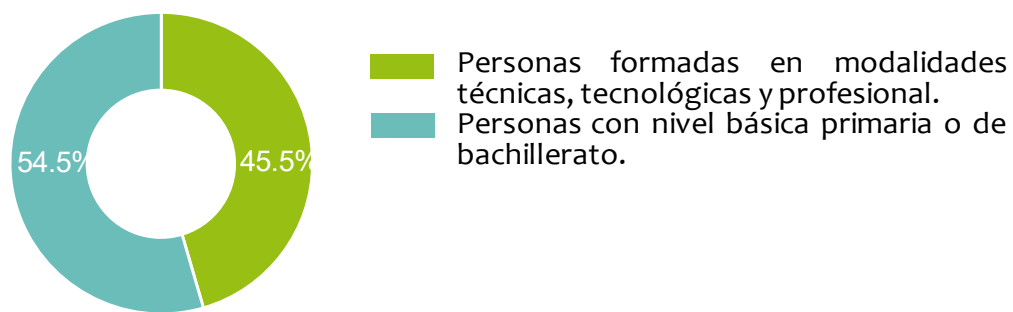 54.5%
45.5%
Personas formadas en modalidades
técnicas, tecnológicas y profesional.
Personas con nivel básica primaria o de
bachillerato.